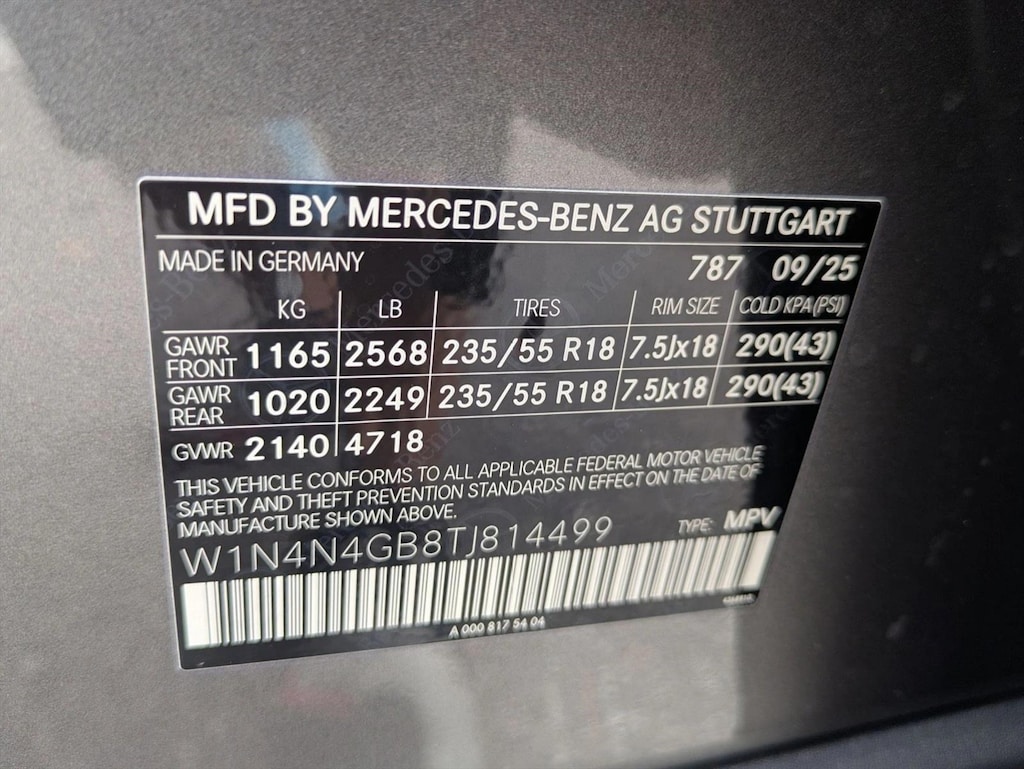 MFD BY MERCEDES-BENZ AG STUTTGART
MADE IN GERMANY 787 09/25
KG LB TIRES RIM SIZE COLD KPA(PSI)
GAWR FRONT 1165 2568 235/55 R18 7.5Jx18 290(43)
GAWR REAR 1020 2249 235/55 R18 7.5Jx18 290(43)
GVWR 2140 4718
THIS VEHICLE CONFORMS TO ALL APPLICABLE FEDERAL MOTOR VEHICLE
SAFETY AND THEFT PREVENTION STANDARDS IN EFFECT ON THE DATE OF
MANUFACTURE SHOWN ABOVE.
W1N4N4GB8TJ814499 TYPE: MPV
A 000 817 54 04